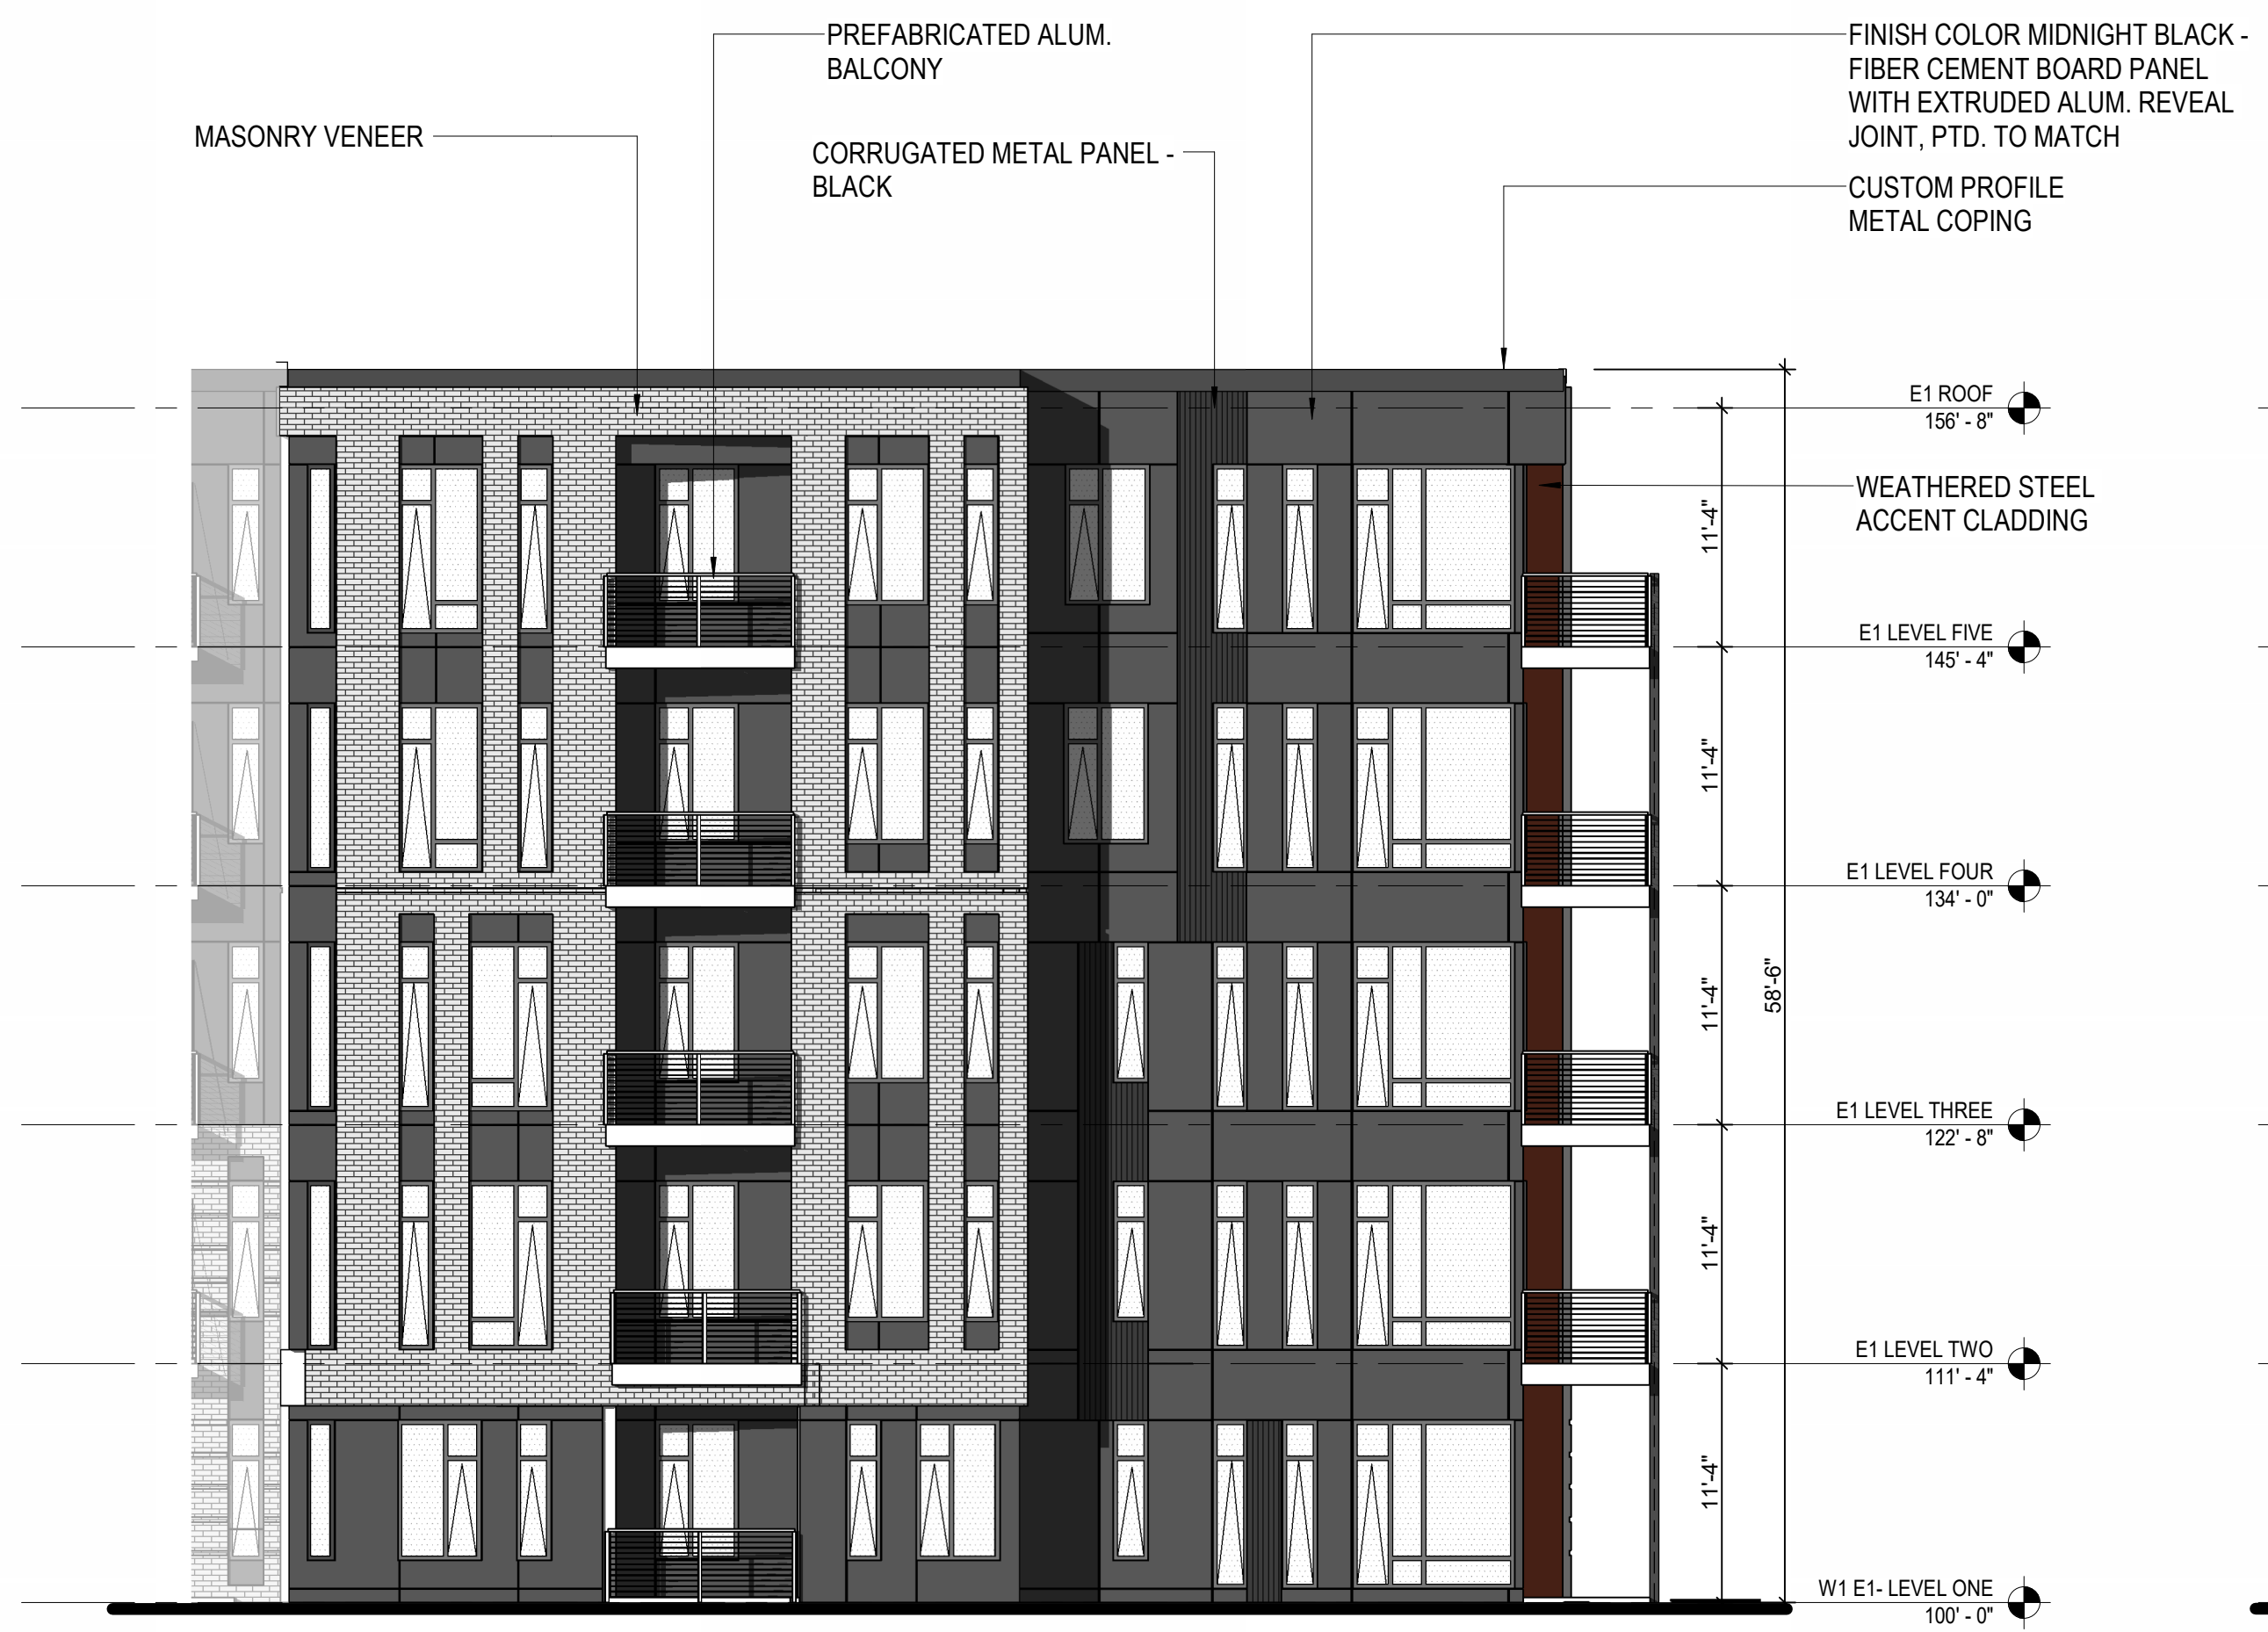 PREFABRICATED ALUM.
BALCONY
FINISH COLOR MIDNIGHT BLACK -
FIBER CEMENT BOARD PANEL
WITH EXTRUDED ALUM. REVEAL
JOINT, PTD. TO MATCH
MASONRY VENEER
CORRUGATED METAL PANEL -
BLACK
CUSTOM PROFILE
METAL COPING
E1 ROOF
156' - 8"
WEATHERED STEEL
ACCENT CLADDING
11'-4"
E1 LEVEL FIVE
145' - 4"
11'-4"
E1 LEVEL FOUR
134' - 0"
58'-6"
11'-4"
E1 LEVEL THREE
122' - 8"
11'-4"
E1 LEVEL TWO
111' - 4"
11'-4"
W1 E1- LEVEL ONE
100' - 0"